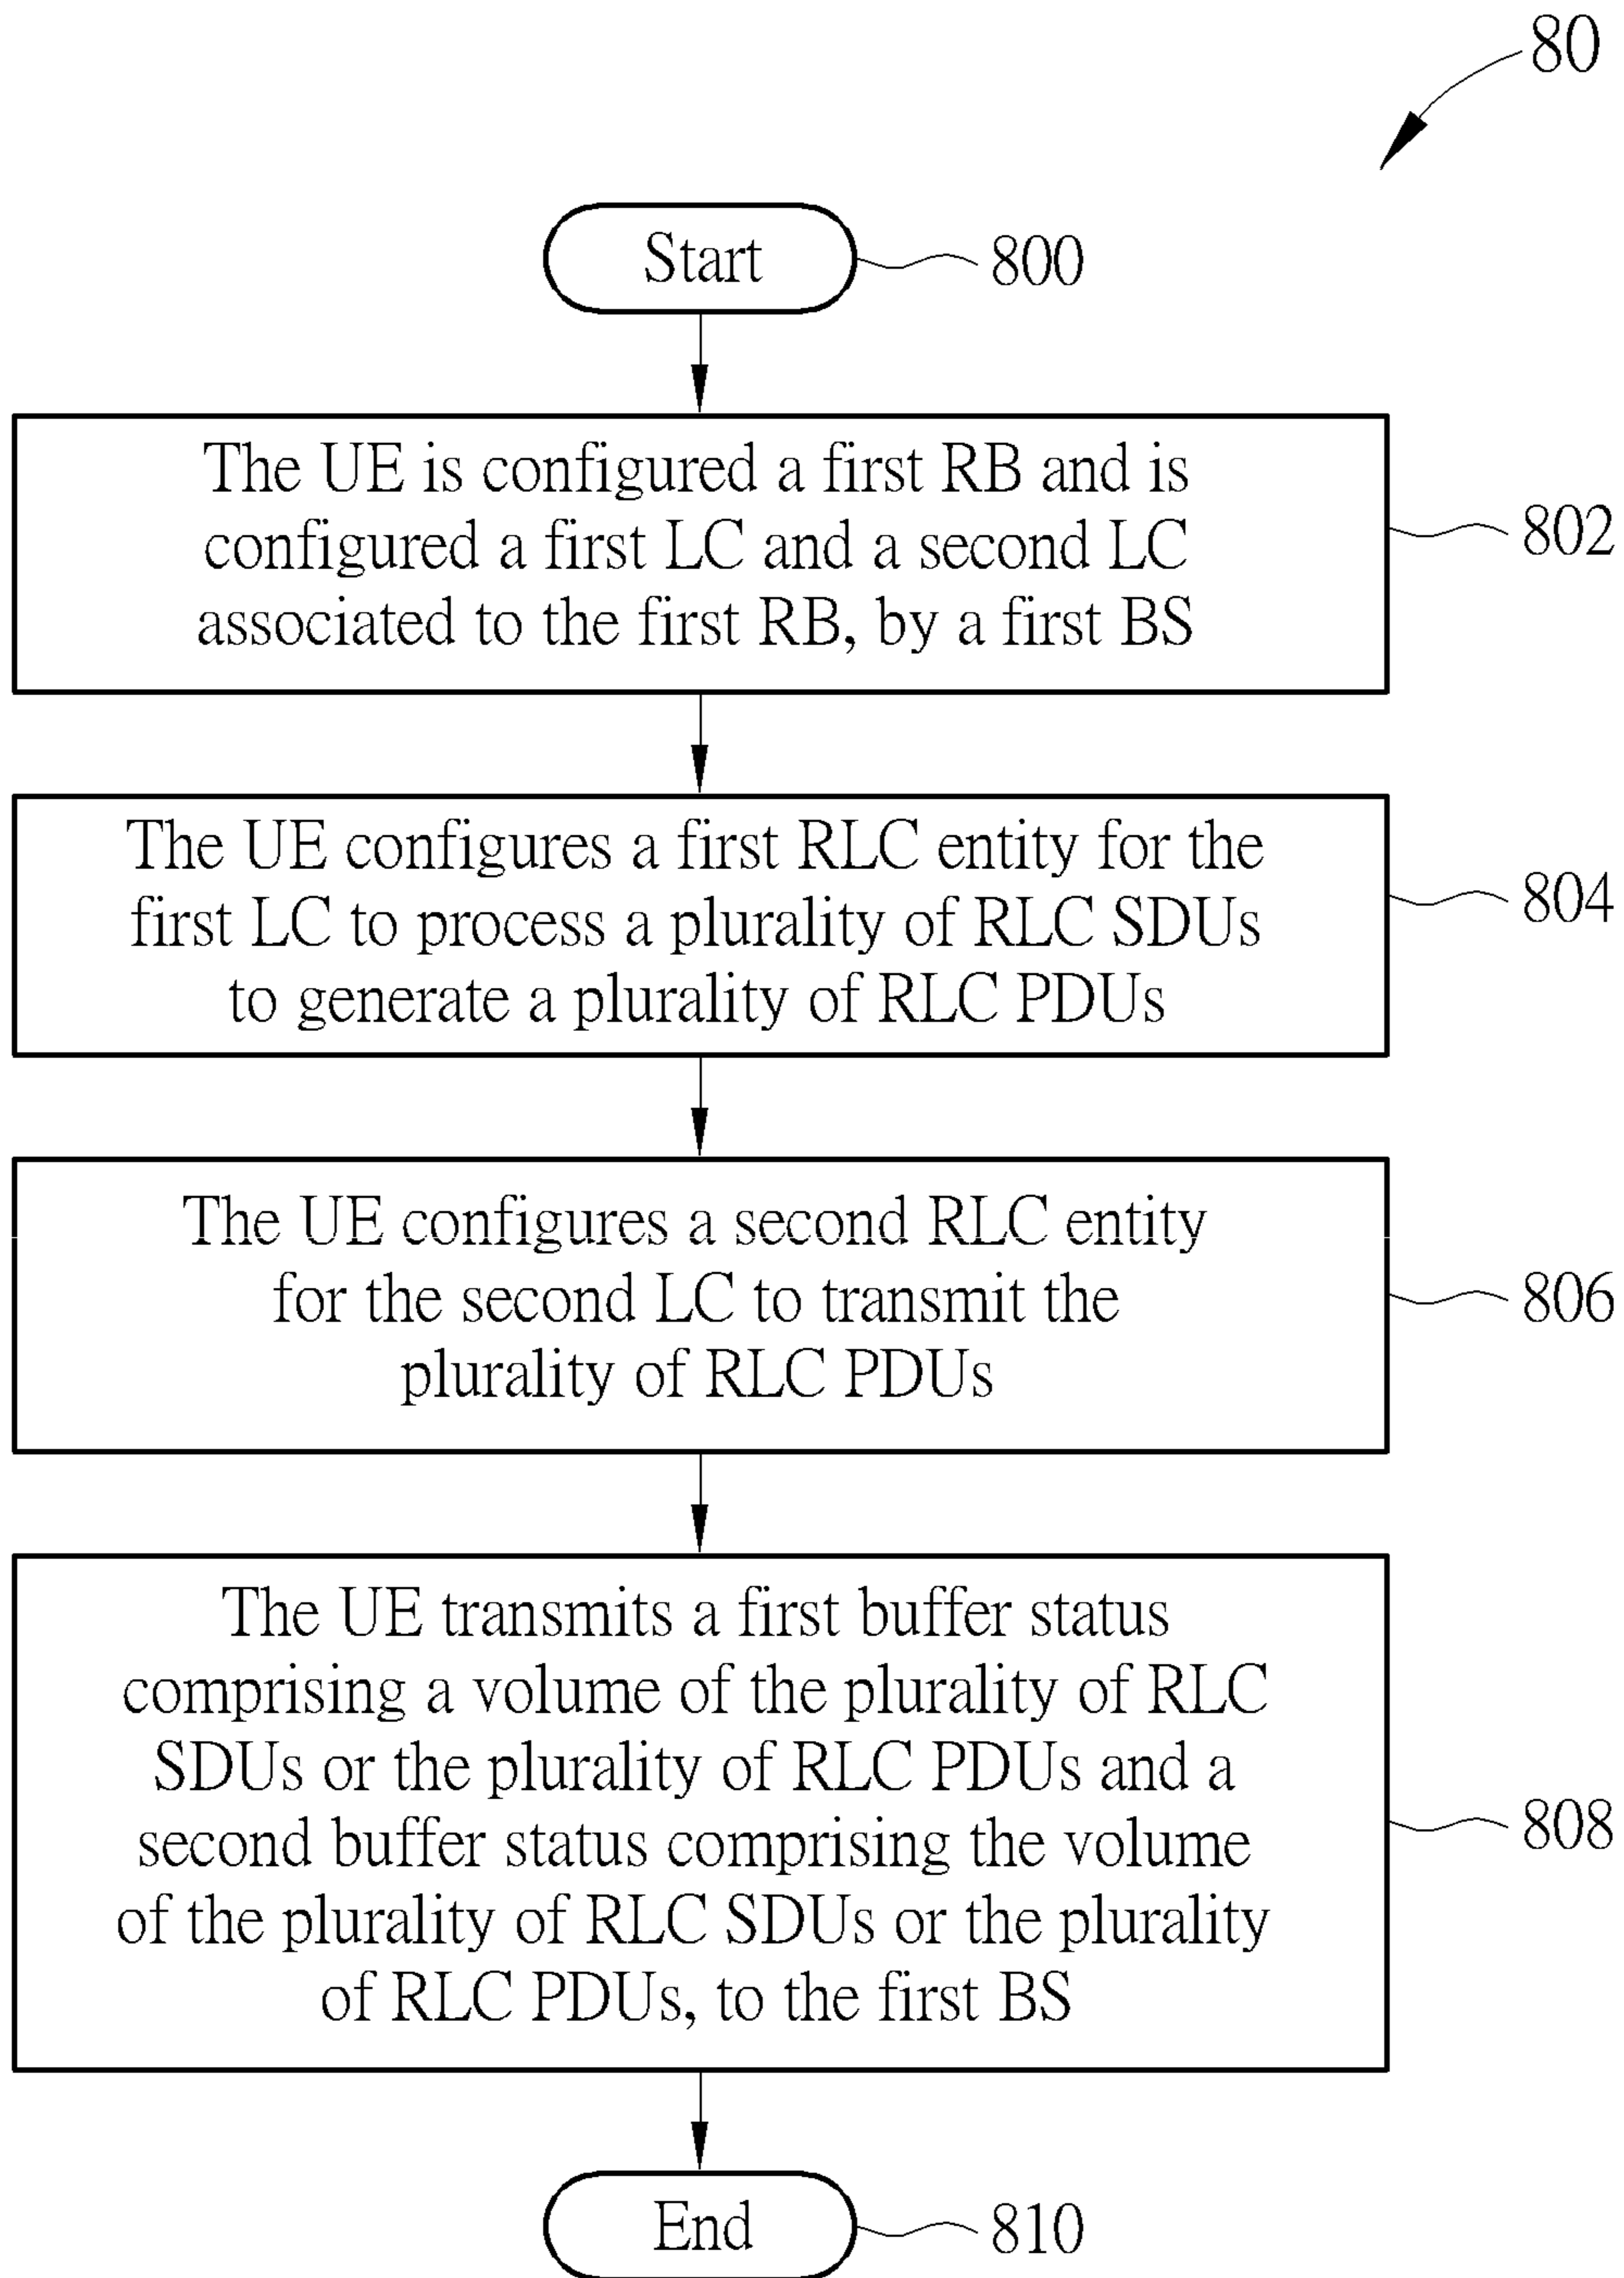 80
Start
800
The UE is configured a first RB and is
configured a first LC and a second LC
associated to the first RB, by a first BS
802
The UE configures a first RLC entity for the
first LC to process a plurality of RLC SDUs
to generate a plurality of RLC PDUs
804
The UE configures a second RLC entity
for the second LC to transmit the
plurality of RLC PDUs
806
The UE transmits a first buffer status
comprising a volume of the plurality of RLC
SDUs or the plurality of RLC PDUs and a
second buffer status comprising the volume
of the plurality of RLC SDUs or the plurality
of RLC PDUs, to the first BS
808
End
810